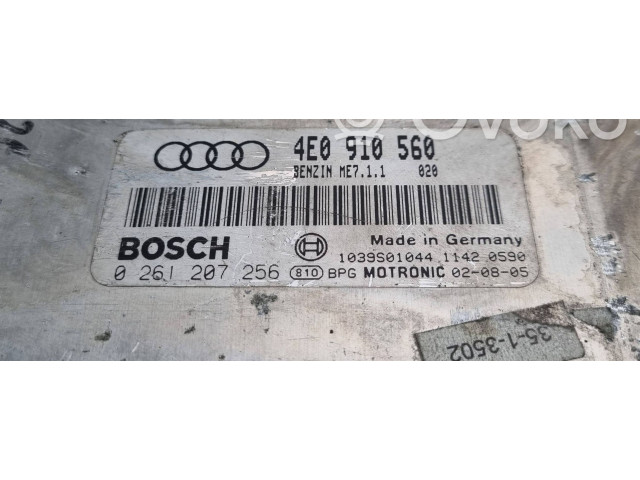 Ovoko
4E0 910 560
BENZIN ME7.1.1 020
BOSCH
Made in Germany
1039S01044 1142 0590
0 261 207 256 810 BPG MOTRONIC 02-08-05
35-1-3502